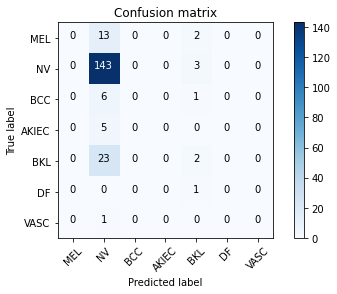 Confusion matrix
True label
MEL 0 13 0 0 2 0 0
NV 0 143 0 0 3 0 0
BCC 0 6 0 0 1 0 0
AKIEC 0 5 0 0 0 0 0
BKL 0 23 0 0 2 0 0
DF 0 0 0 0 1 0 0
VASC 0 1 0 0 0 0 0
MEL NV BCC AKIEC BKL DF VASC
Predicted label
140
120
100
80
60
40
20
0